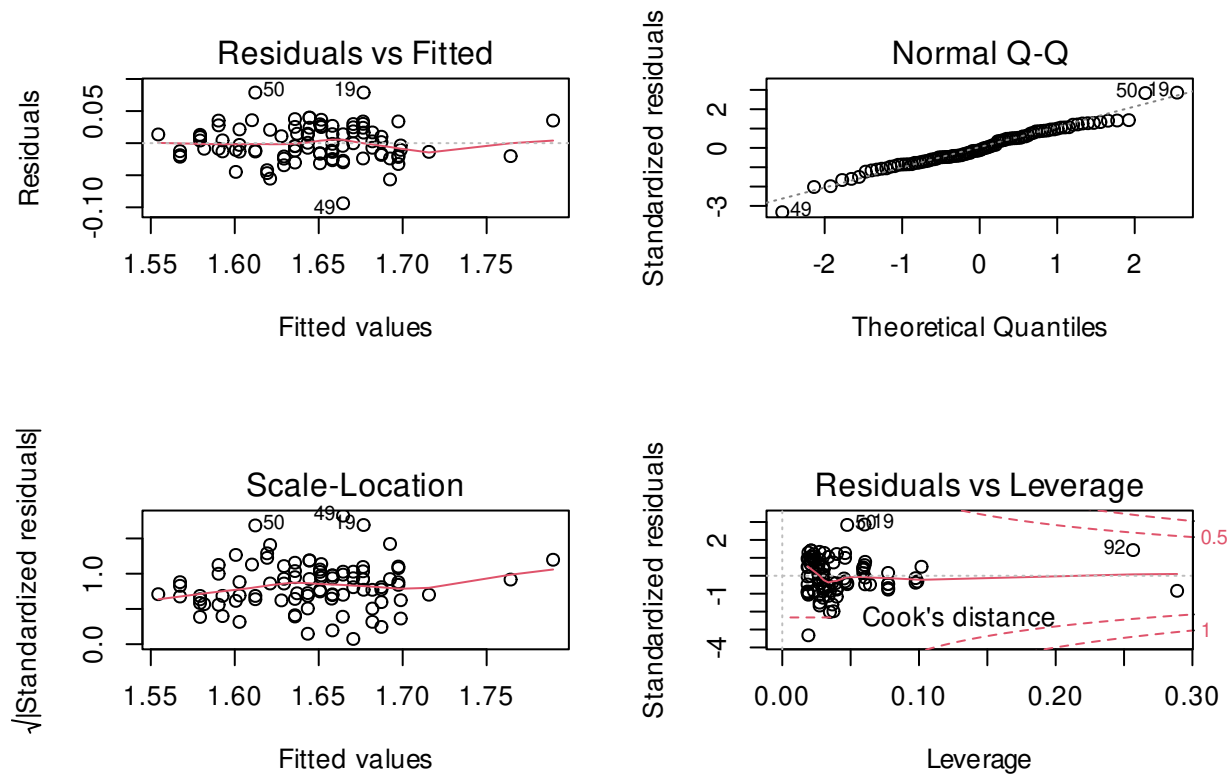 Residuals vs Fitted
Residuals
0.05
-0.10
50
19
49
1.55 1.60 1.65 1.70 1.75
Fitted values
Normal Q-Q
Standardized residuals
2
0
-3
50
19
49
-2 -1 0 1 2
Theoretical Quantiles
Scale-Location
√|Standardized residuals|
1.0
0.0
50
49
19
1.55 1.60 1.65 1.70 1.75
Fitted values
Residuals vs Leverage
Standardized residuals
2
-1
-4
50
19
92
Cook's distance
0.5
1
0.00 0.10 0.20 0.30
Leverage